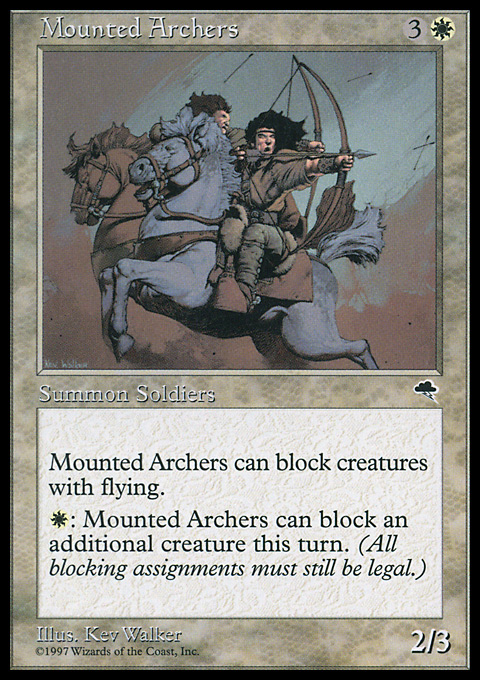 Mounted Archers 3
Kev Walker
Summon Soldiers
Mounted Archers can block creatures
with flying.
: Mounted Archers can block an
additional creature this turn. (All
blocking assignments must still be legal.)
Illus. Kev Walker
©1997 Wizards of the Coast, Inc.
2/3